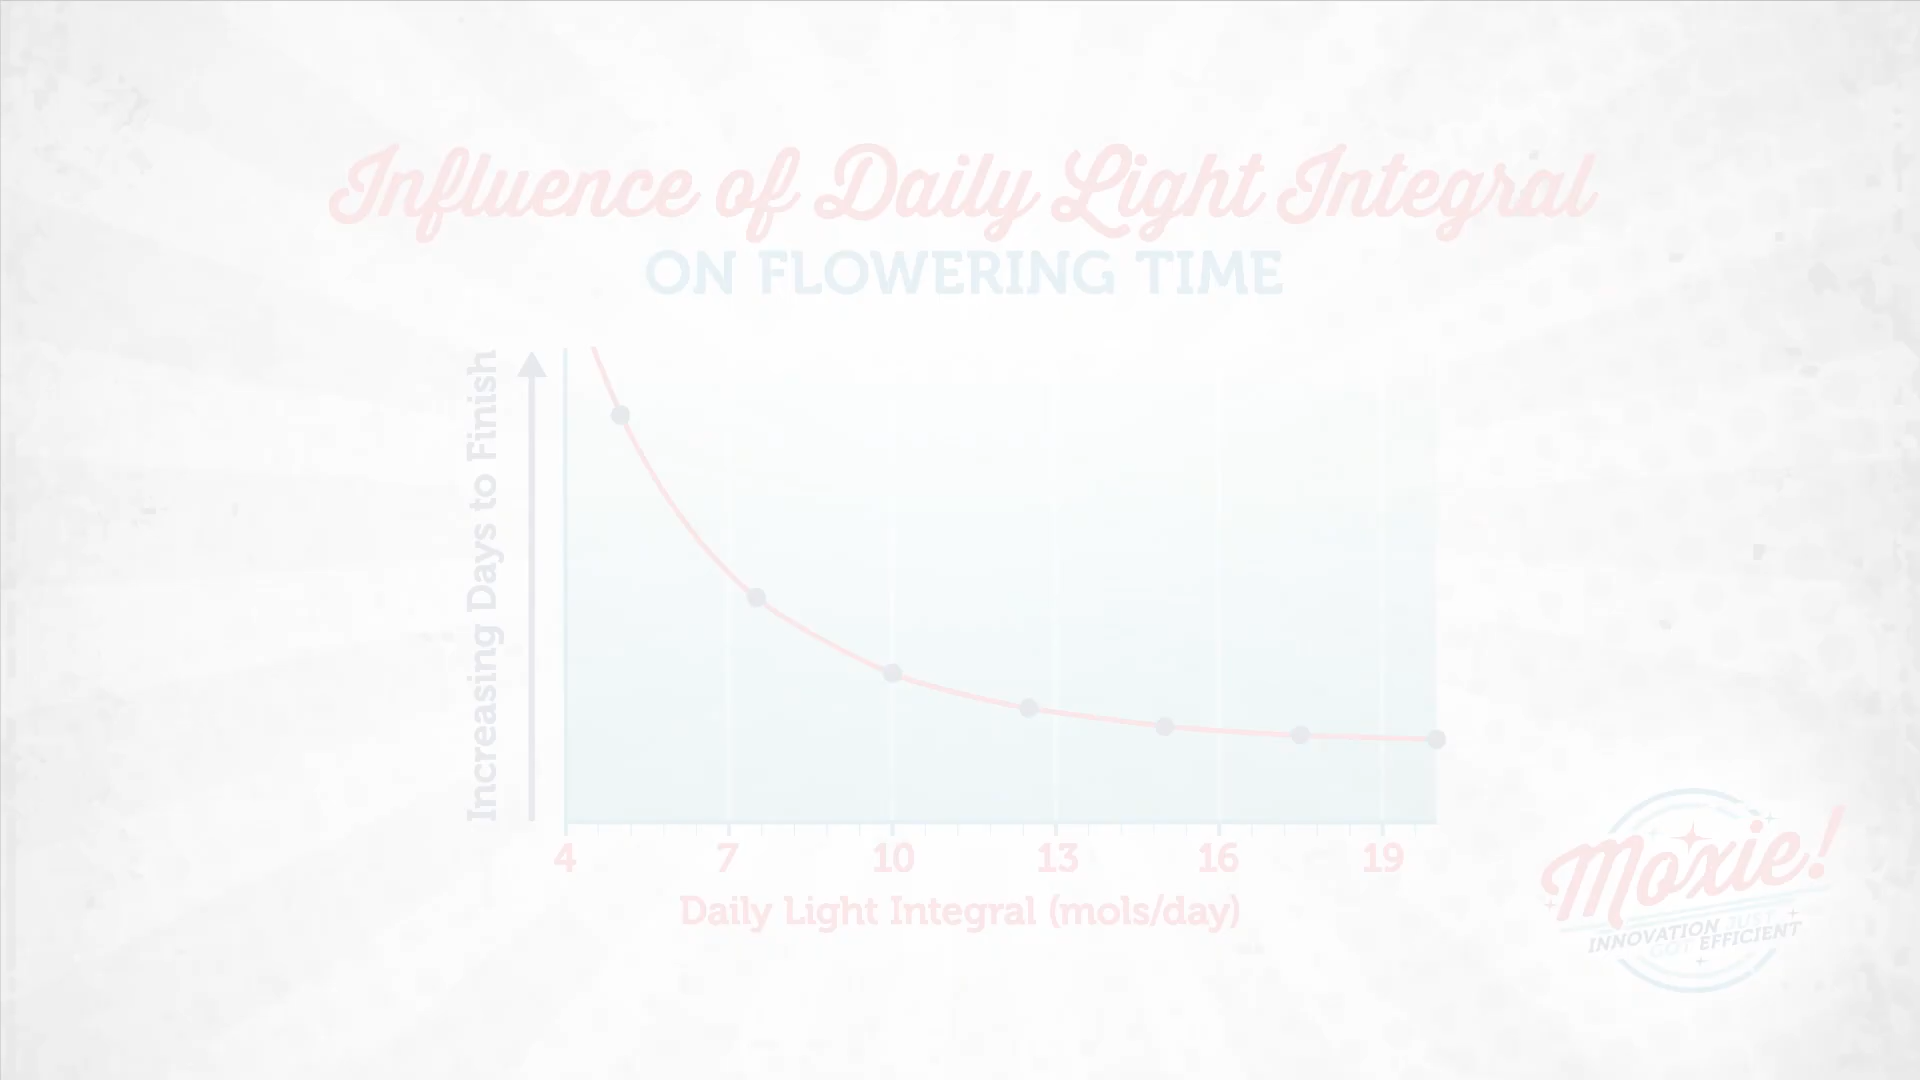 Influence of Daily Light Integral
ON FLOWERING TIME
Increasing Days to Finish
4 7 10 13 16 19
Daily Light Integral (mols/day)
Moxie!
INNOVATION JUST
GOT EFFICIENT